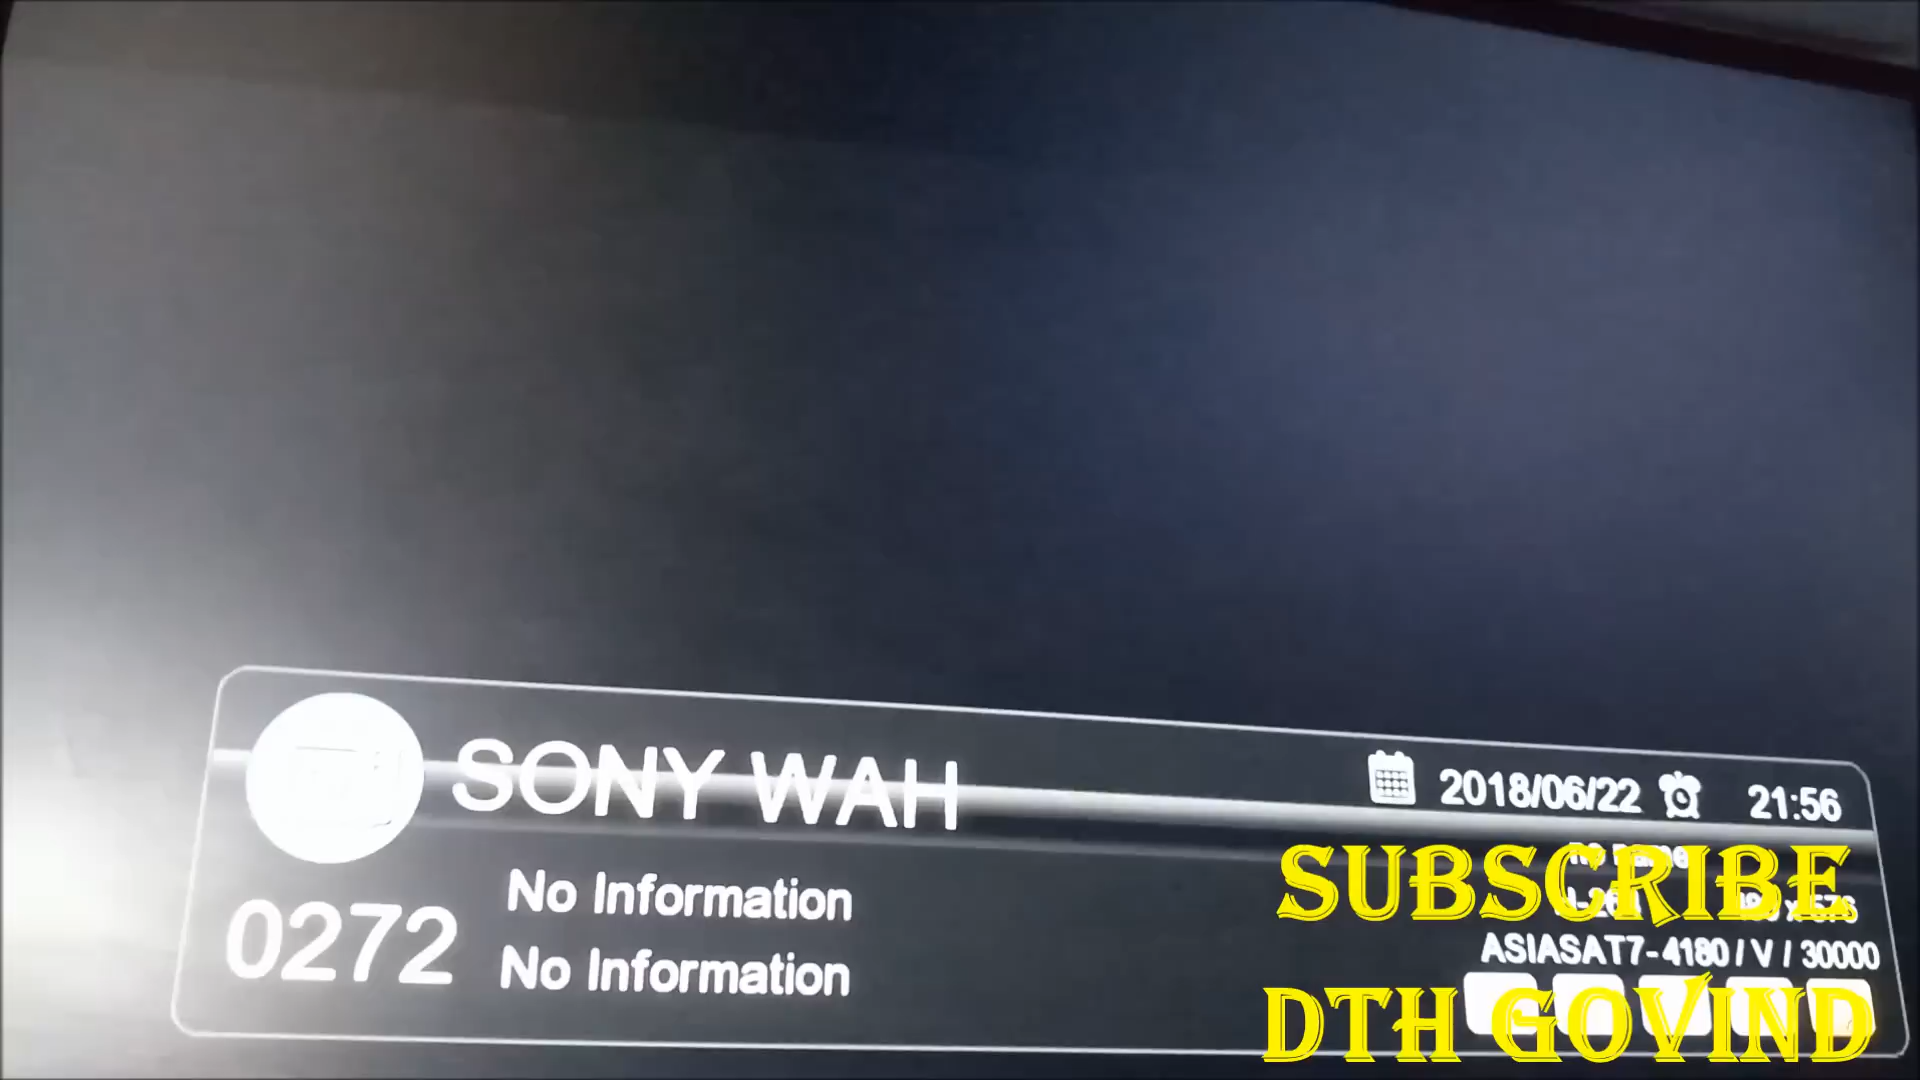 SONY WAH
2018/06/22 21:56
0272
No Information
No Information
ASIASAT7-4180 / V / 30000
SUBSCRIBE
DTH GOVIND